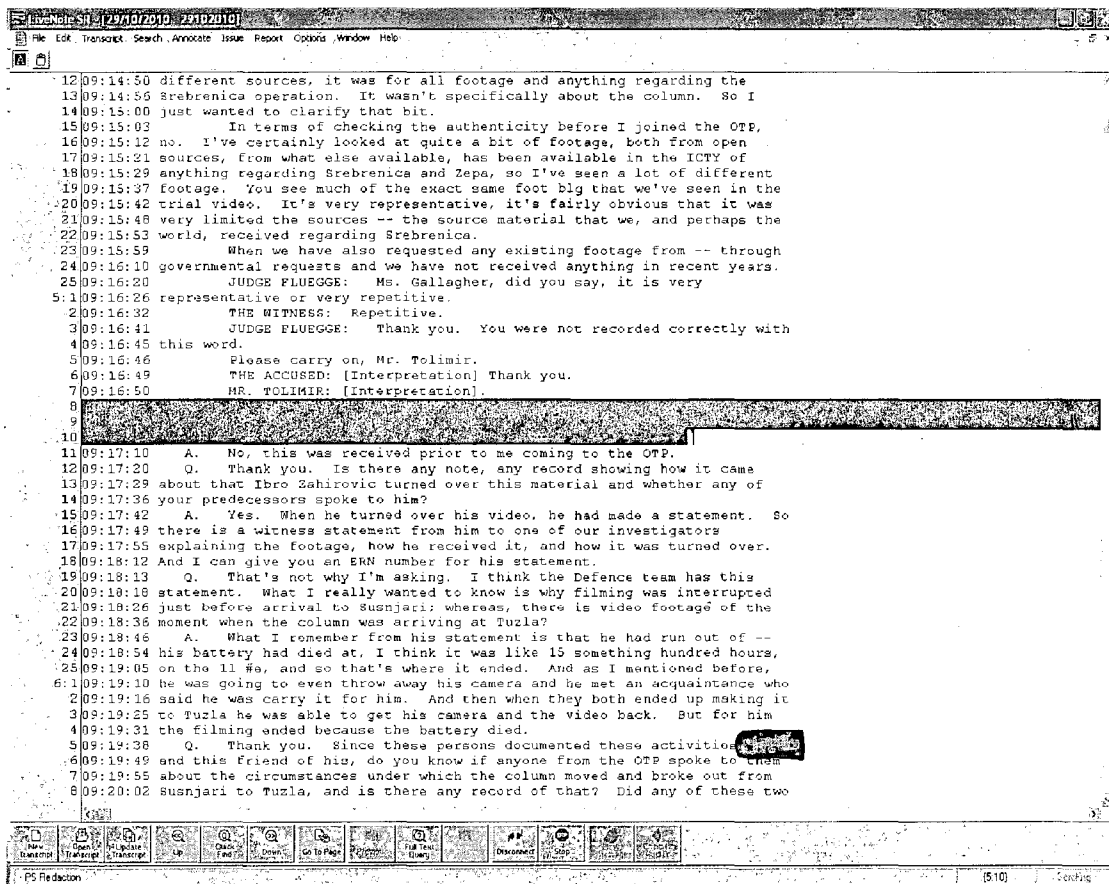 LiveNote SR - [29/10/2010 - 29102010]
File Edit Transcript Search Annotate Issue Report Options Window Help
12 09:14:50 different sources, it was for all footage and anything regarding the
13 09:14:56 Srebrenica operation. It wasn't specifically about the column. So I
14 09:15:00 just wanted to clarify that bit.
15 09:15:03 In terms of checking the authenticity before I joined the OTP,
16 09:15:12 no. I've certainly looked at quite a bit of footage, both from open
17 09:15:21 sources, from what else available, has been available in the ICTY of
18 09:15:29 anything regarding Srebrenica and Zepa, so I've seen a lot of different
19 09:15:37 footage. You see much of the exact same foot blg that we've seen in the
20 09:15:42 trial video. It's very representative, it's fairly obvious that it was
21 09:15:48 very limited the sources -- the source material that we, and perhaps the
22 09:15:53 world, received regarding Srebrenica.
23 09:15:59 When we have also requested any existing footage from -- through
24 09:16:10 governmental requests and we have not received anything in recent years.
25 09:16:20 JUDGE FLUEGGE: Ms. Gallagher, did you say, it is very
5:1 09:16:26 representative or very repetitive.
2 09:16:32 THE WITNESS: Repetitive.
3 09:16:41 JUDGE FLUEGGE: Thank you. You were not recorded correctly with
4 09:16:45 this word.
5 09:16:46 Please carry on, Mr. Tolimir.
6 09:16:49 THE ACCUSED: [Interpretation] Thank you.
7 09:16:50 MR. TOLIMIR: [Interpretation].
8
9
10
11 09:17:10 A. No, this was received prior to me coming to the OTP.
12 09:17:20 Q. Thank you. Is there any note, any record showing how it came
13 09:17:29 about that Ibro Zahirovic turned over this material and whether any of
14 09:17:36 your predecessors spoke to him?
15 09:17:42 A. Yes. When he turned over his video, he had made a statement. So
16 09:17:49 there is a witness statement from him to one of our investigators
17 09:17:55 explaining the footage, how he received it, and how it was turned over.
18 09:18:12 And I can give you an ERN number for his statement.
19 09:18:13 Q. That's not why I'm asking. I think the Defence team has this
20 09:18:18 statement. What I really wanted to know is why filming was interrupted
21 09:18:26 just before arrival to Susnjari; whereas, there is video footage of the
22 09:18:36 moment when the column was arriving at Tuzla?
23 09:18:46 A. What I remember from his statement is that he had run out of --
24 09:18:54 his battery had died at, I think it was like 15 something hundred hours,
25 09:19:05 on the 11 #e, and so that's where it ended. And as I mentioned before,
6:1 09:19:10 he was going to even throw away his camera and he met an acquaintance who
2 09:19:16 said he was carry it for him. And then when they both ended up making it
3 09:19:25 to Tuzla he was able to get his camera and the video back. But for him
4 09:19:31 the filming ended because the battery died.
5 09:19:38 Q. Thank you. Since these persons documented these activities
6 09:19:49 and this friend of his, do you know if anyone from the OTP spoke to them
7 09:19:55 about the circumstances under which the column moved and broke out from
8 09:20:02 Susnjari to Tuzla, and is there any record of that? Did any of these two
New Transcript Open Transcript Update Transcript Up Quick Find Down Go To Page Full Text Query Disconnect Stop
PS Redaction [5:10]